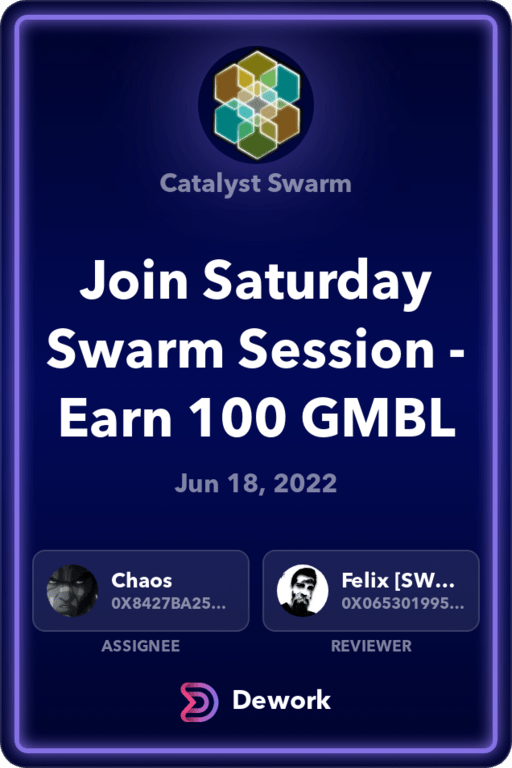 Catalyst Swarm
Join Saturday
Swarm Session -
Earn 100 GMBL
Jun 18, 2022
Chaos
0X8427BA25...
ASSIGNEE
Felix [SW...
0X065301995...
REVIEWER
Dework